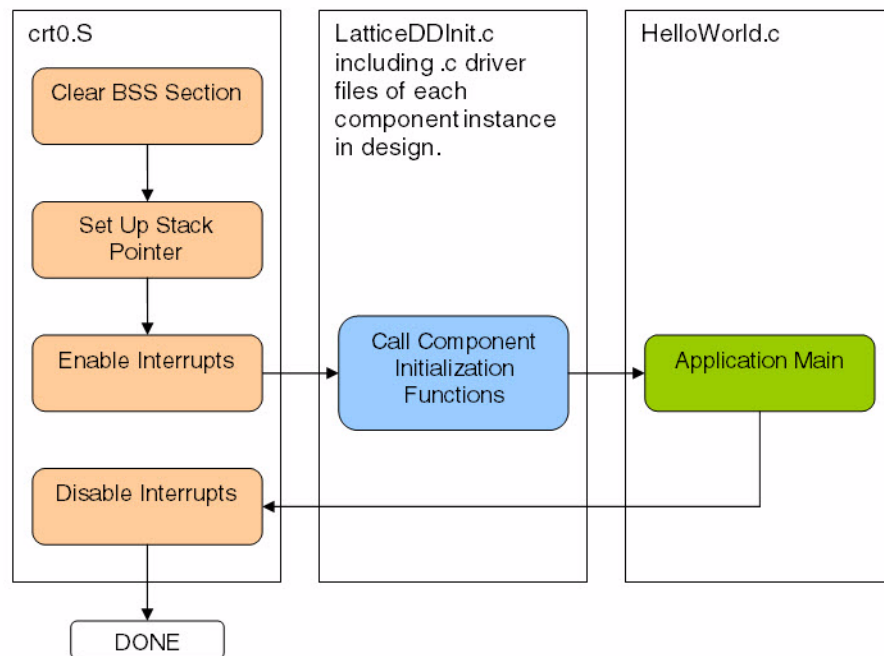 crt0.S
Clear BSS Section
Set Up Stack
Pointer
Enable Interrupts
Disable Interrupts
DONE
LatticeDDInit.c
including .c driver
files of each
component instance
in design.
Call Component
Initialization
Functions
HelloWorld.c
Application Main